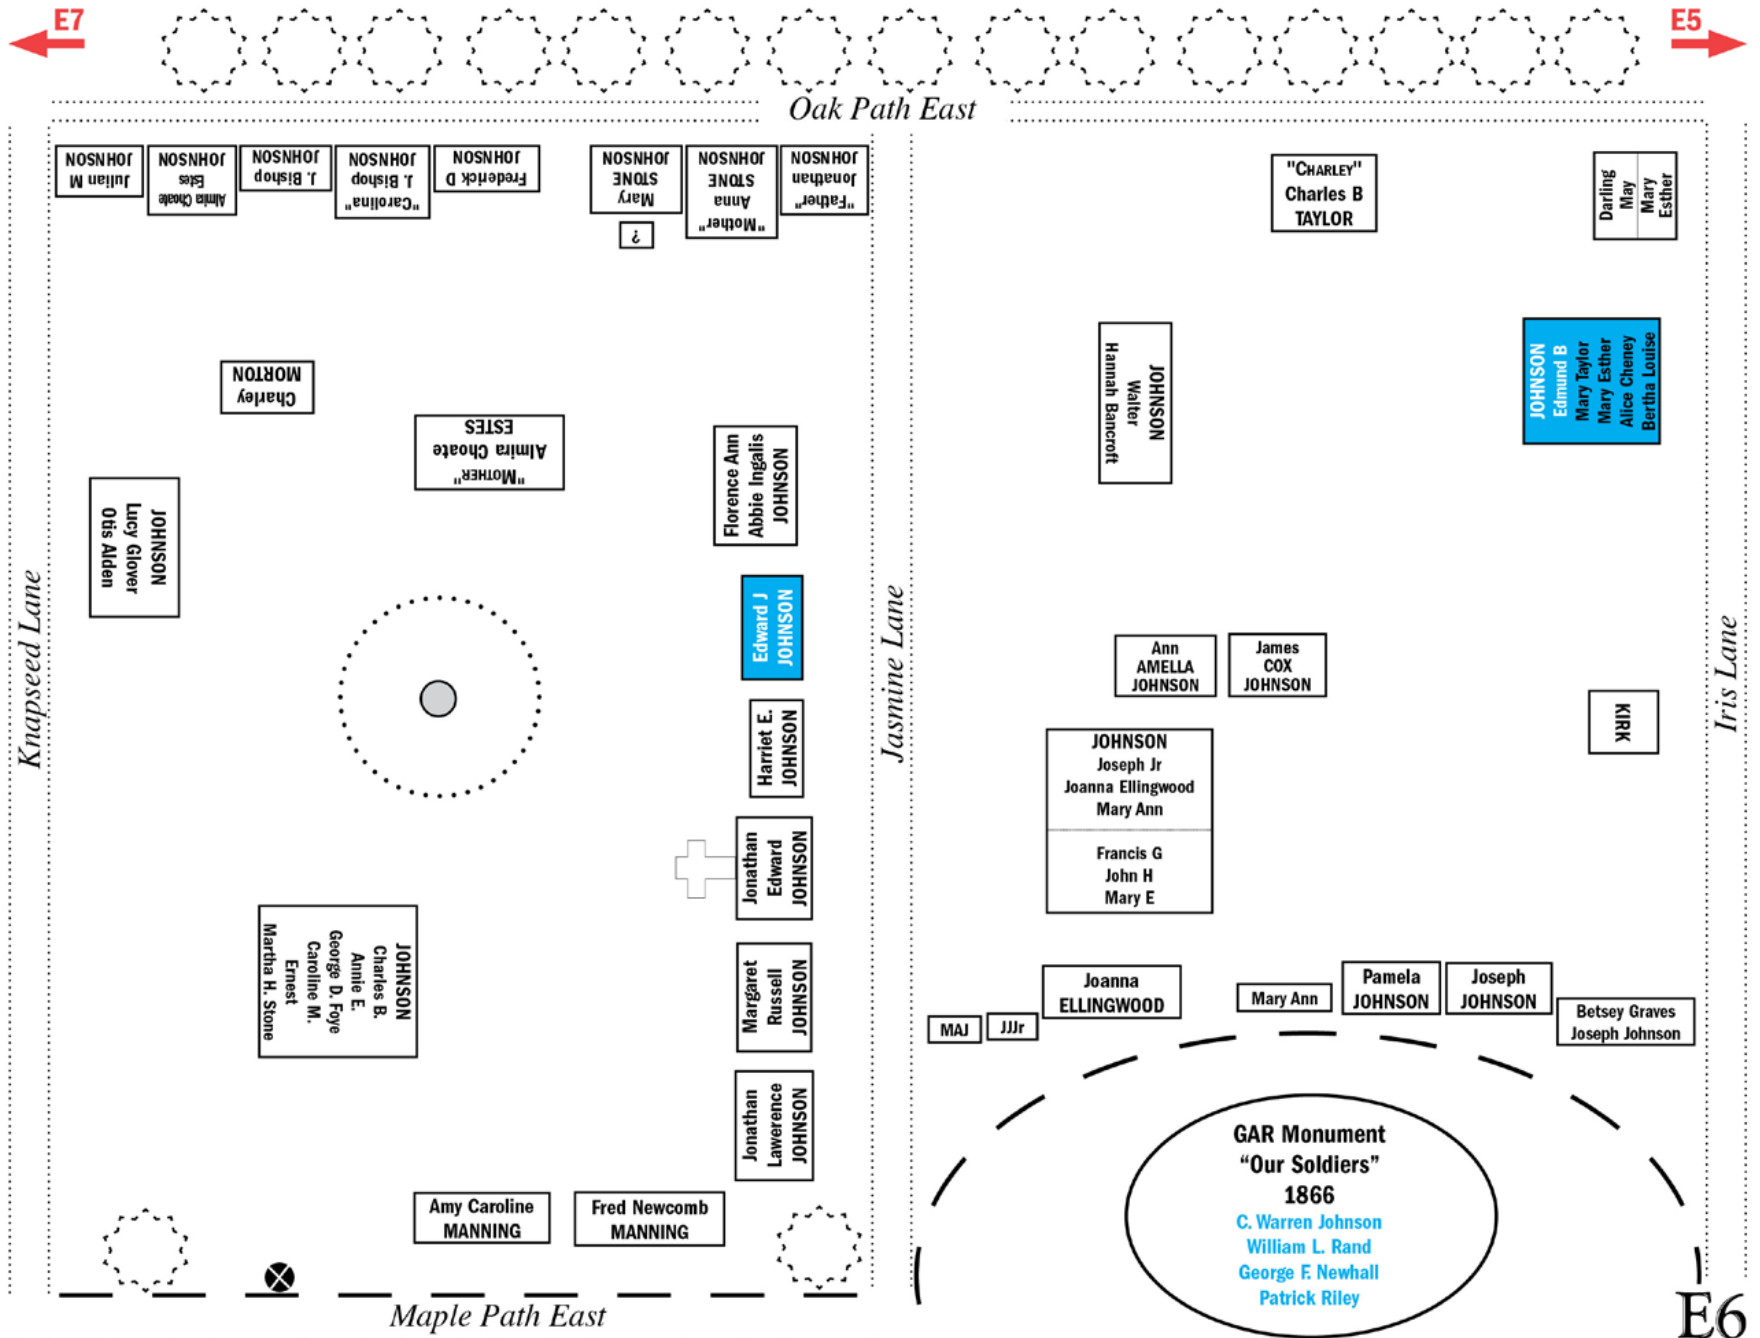 E7
E5
Oak Path East
JOHNSON
Julian M
JOHNSON
Estes
Almira Choate
JOHNSON
J. Bishop
JOHNSON
J. Bishop
"Carolina"
JOHNSON
Frederick D
JOHNSON
STONE
Mary
?
JOHNSON
STONE
Anna
"Mother"
JOHNSON
Jonathan
"Father"
"CHARLEY"
Charles B
TAYLOR
Darling
May
Mary
Esther
Charley
MORTON
"MOTHER"
Almira Choate
ESTES
JOHNSON
Lucy Glover
Otis Alden
Florence Ann
Abbie Ingalis
JOHNSON
Edward J
JOHNSON
Harriet E.
JOHNSON
Jonathan
Edward
JOHNSON
Margaret
Russell
JOHNSON
Jonathan
Lawerence
JOHNSON
JOHNSON
Charles B.
Annie E.
George D. Foye
Caroline M.
Ernest
Martha H. Stone
Amy Caroline
MANNING
Fred Newcomb
MANNING
Knapseed Lane
Jasmine Lane
Iris Lane
Maple Path East
JOHNSON
Walter
Hannah Bancroft
JOHNSON
Edmund B
Mary Taylor
Mary Esther
Alice Cheney
Bertha Louise
Ann
AMELLA
JOHNSON
James
COX
JOHNSON
KIRK
JOHNSON
Joseph Jr
Joanna Ellingwood
Mary Ann
Francis G
John H
Mary E
MAJ
JJJr
Joanna
ELLINGWOOD
Mary Ann
Pamela
JOHNSON
Joseph
JOHNSON
Betsey Graves
Joseph Johnson
GAR Monument
“Our Soldiers”
1866
C. Warren Johnson
William L. Rand
George F. Newhall
Patrick Riley
E6